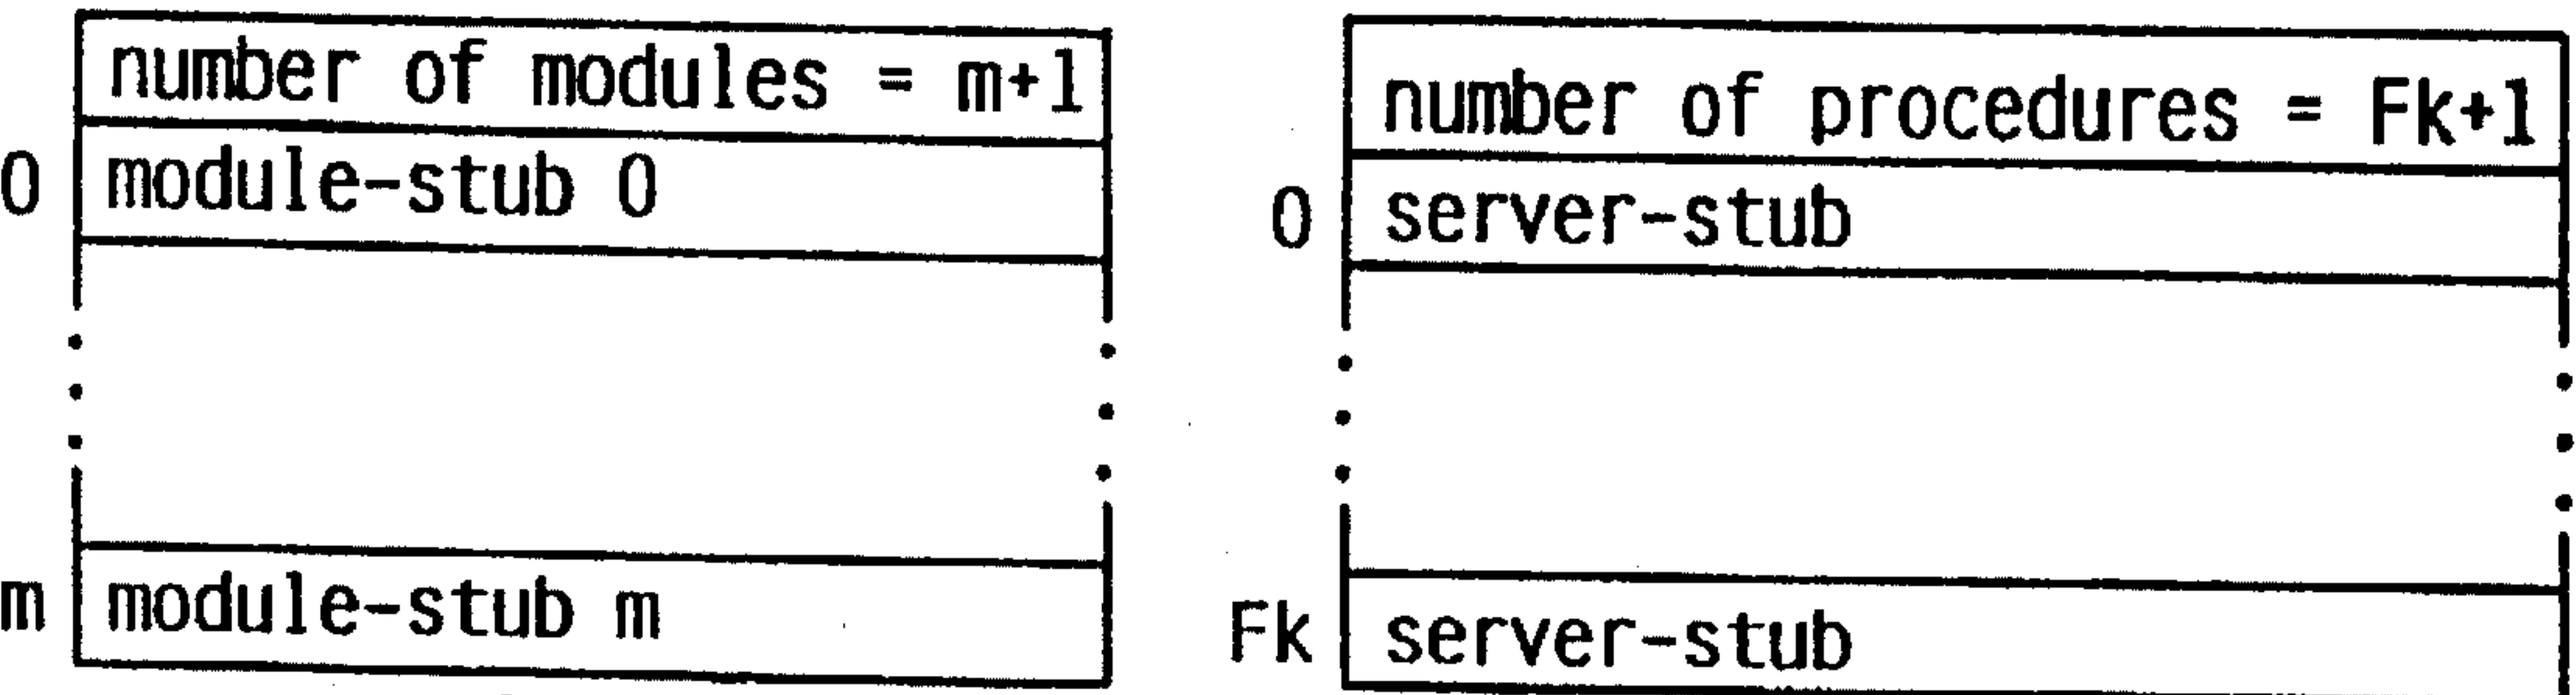 number of modules = m+1
0 module-stub 0
m module-stub m
number of procedures = Fk+1
0 server-stub
Fk server-stub